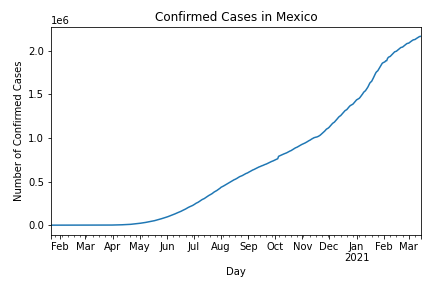 Confirmed Cases in Mexico
1e6
2.0
1.5
1.0
0.5
0.0
Number of Confirmed Cases
Feb Mar Apr May Jun Jul Aug Sep Oct Nov Dec Jan Feb Mar
2021
Day